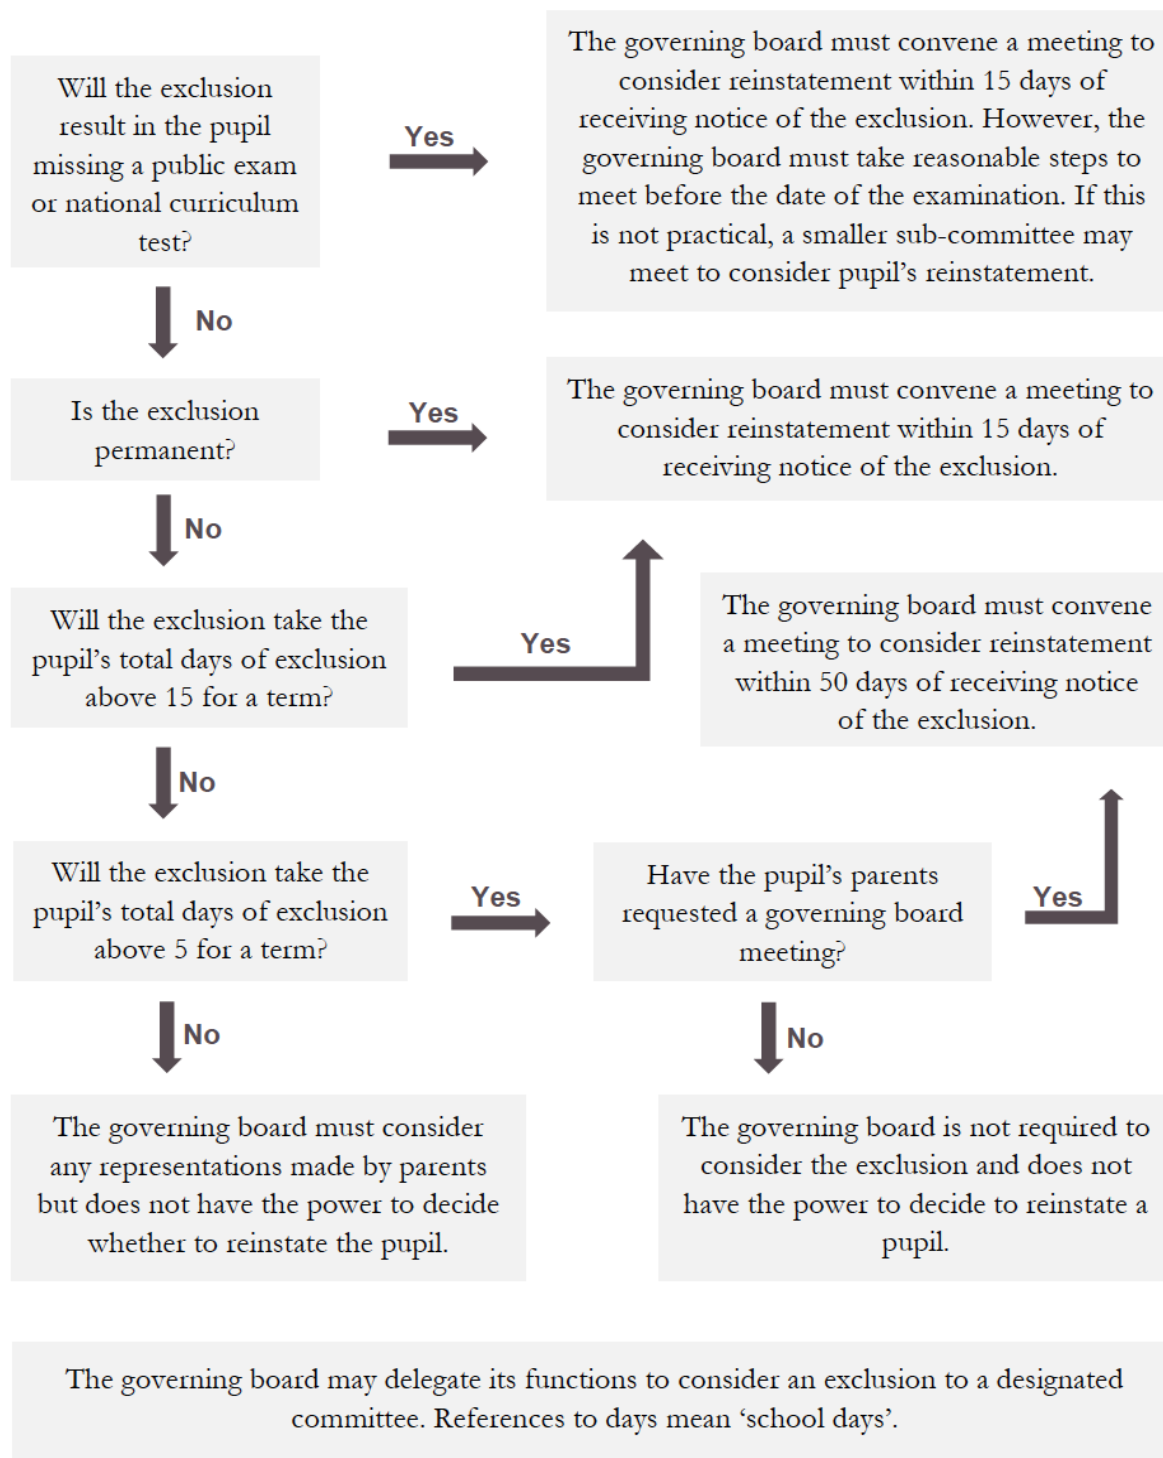 Will the exclusion
result in the pupil
missing a public exam
or national curriculum
test?
Yes
The governing board must convene a meeting to
consider reinstatement within 15 days of
receiving notice of the exclusion. However, the
governing board must take reasonable steps to
meet before the date of the examination. If this
is not practical, a smaller sub-committee may
meet to consider pupil’s reinstatement.
No
Is the exclusion
permanent?
Yes
The governing board must convene a meeting to
consider reinstatement within 15 days of
receiving notice of the exclusion.
No
Will the exclusion take the
pupil’s total days of exclusion
above 15 for a term?
Yes
The governing board must convene
a meeting to consider reinstatement
within 50 days of receiving notice
of the exclusion.
No
Will the exclusion take the
pupil’s total days of exclusion
above 5 for a term?
Yes
Have the pupil’s parents
requested a governing board
meeting?
Yes
No
The governing board must consider
any representations made by parents
but does not have the power to decide
whether to reinstate the pupil.
No
The governing board is not required to
consider the exclusion and does not
have the power to decide to reinstate a
pupil.
The governing board may delegate its functions to consider an exclusion to a designated
committee. References to days mean ‘school days’.